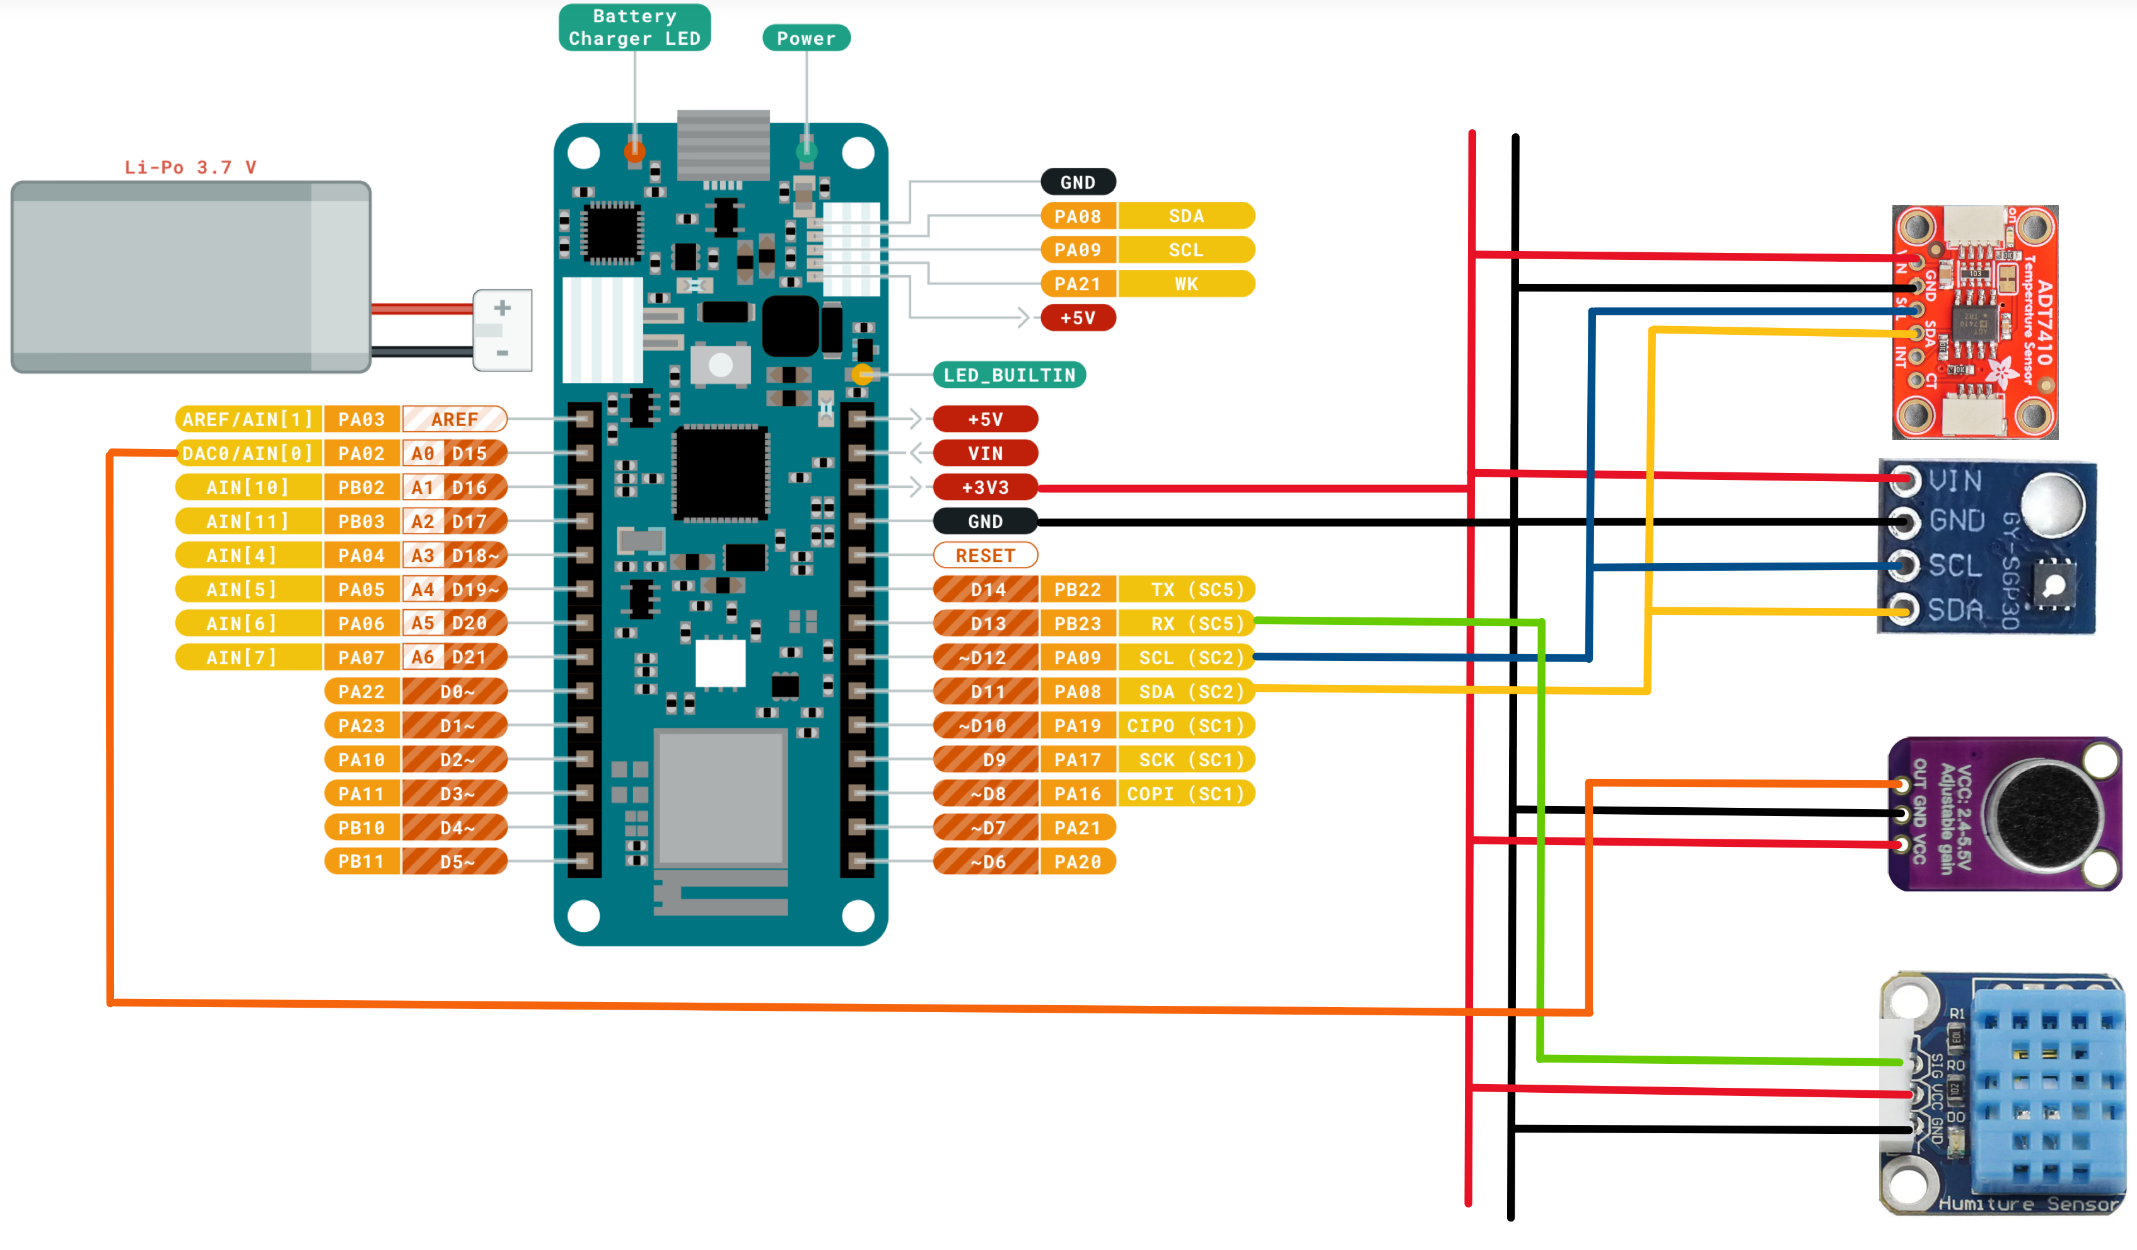 Battery
Charger LED
Power
Li-Po 3.7 V
+
-
GND
PA08 SDA
PA09 SCL
PA21 WK
+5V
LED_BUILTIN
AREF/AIN[1] PA03 AREF
DAC0/AIN[0] PA02 A0 D15
AIN[10] PB02 A1 D16
AIN[11] PB03 A2 D17
AIN[4] PA04 A3 D18~
AIN[5] PA05 A4 D19~
AIN[6] PA06 A5 D20
AIN[7] PA07 A6 D21
PA22 D0~
PA23 D1~
PA10 D2~
PA11 D3~
PB10 D4~
PB11 D5~
+5V
VIN
+3V3
GND
RESET
D14 PB22 TX (SC5)
D13 PB23 RX (SC5)
~D12 PA09 SCL (SC2)
D11 PA08 SDA (SC2)
~D10 PA19 CIPO (SC1)
D9 PA17 SCK (SC1)
~D8 PA16 COPI (SC1)
~D7 PA21
~D6 PA20
on
ADT7410
Temperature Sensor
GND
SDA
INT
CT
103
VIN
GND
SCL
SDA
GY-SGP30
OUT GND VCC
VCC: 2.4-5.5V
Adjustable gain
R1
R0
SIG VCC GND
Humiture Sensor